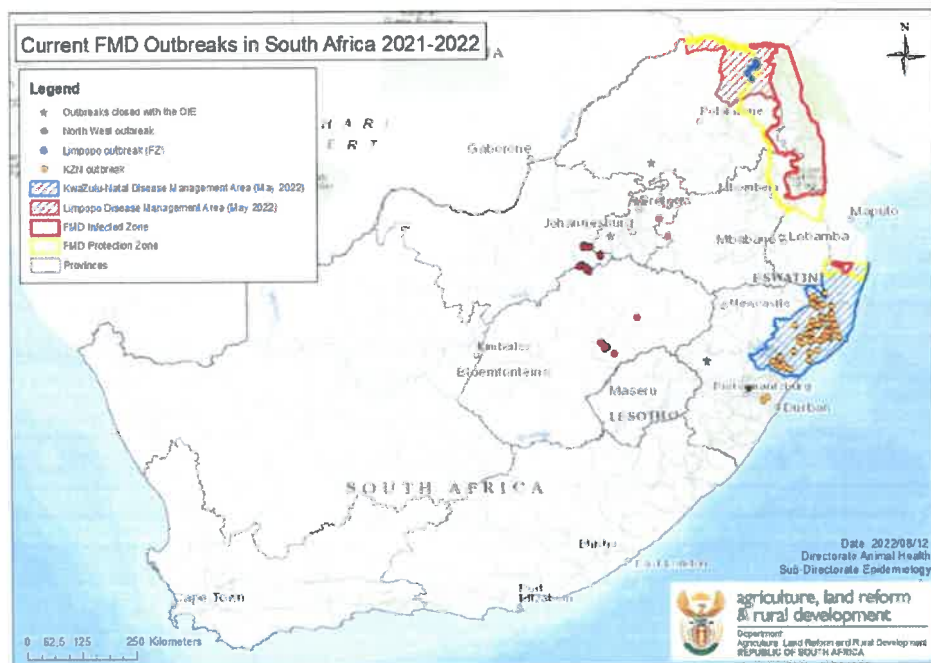 Current FMD Outbreaks in South Africa 2021-2022
N
Legend
Outbreaks closed with the OIE
North West outbreak
Limpopo outbreak (FZ)
KZN outbreak
KwaZulu-Natal Disease Management Area (May 2022)
Limpopo Disease Management Area (May 2022)
FMD Infected Zone
FMD Protection Zone
Provinces
Gaborone
Johannesburg
Maputo
Mbabane
Lobamba
ESWATINI
Newcastle
Kimberley
Bloemfontein
Maseru
LESOTHO
Pietermaritzburg
Durban
SOUTH AFRICA
Bhisho
East London
Cape Town
Port
Date: 2022/08/12
Directorate Animal Health
Sub-Directorate Epidemiology
0 62,5 125 250 Kilometers
agriculture, land reform
& rural development
Department:
Agriculture, Land Reform and Rural Development
REPUBLIC OF SOUTH AFRICA